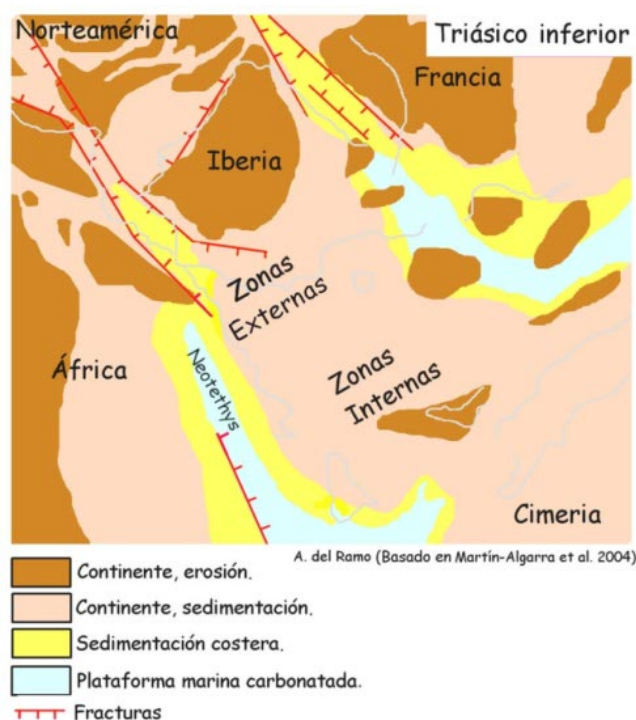 Norteamérica
Triásico inferior
Francia
Iberia
Zonas
Externas
Zonas
Internas
África
Neotethys
Cimeria
A. del Ramo (Basado en Martín-Algarra et al. 2004)
Continente, erosión.
Continente, sedimentación.
Sedimentación costera.
Plataforma marina carbonatada.
Fracturas